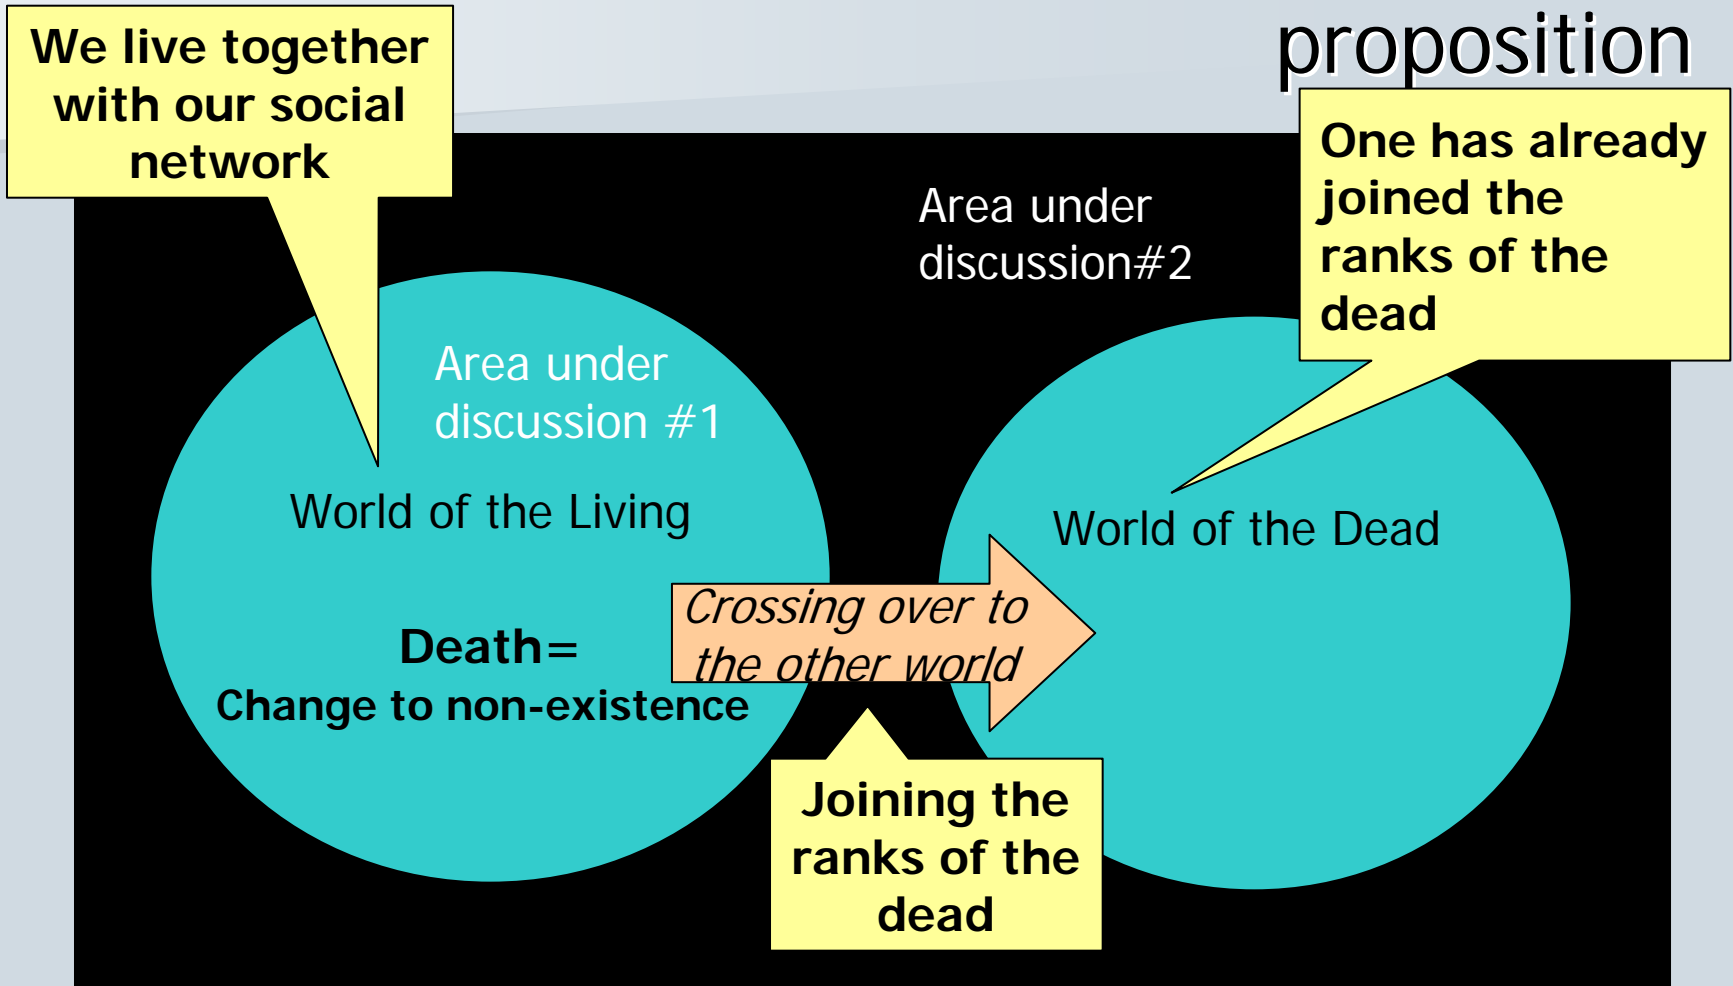 proposition
We live together
with our social
network
One has already
joined the
ranks of the
dead
Area under
discussion#2
Area under
discussion #1
World of the Living
World of the Dead
Death=
Change to non-existence
Crossing over to
the other world
Joining the
ranks of the
dead